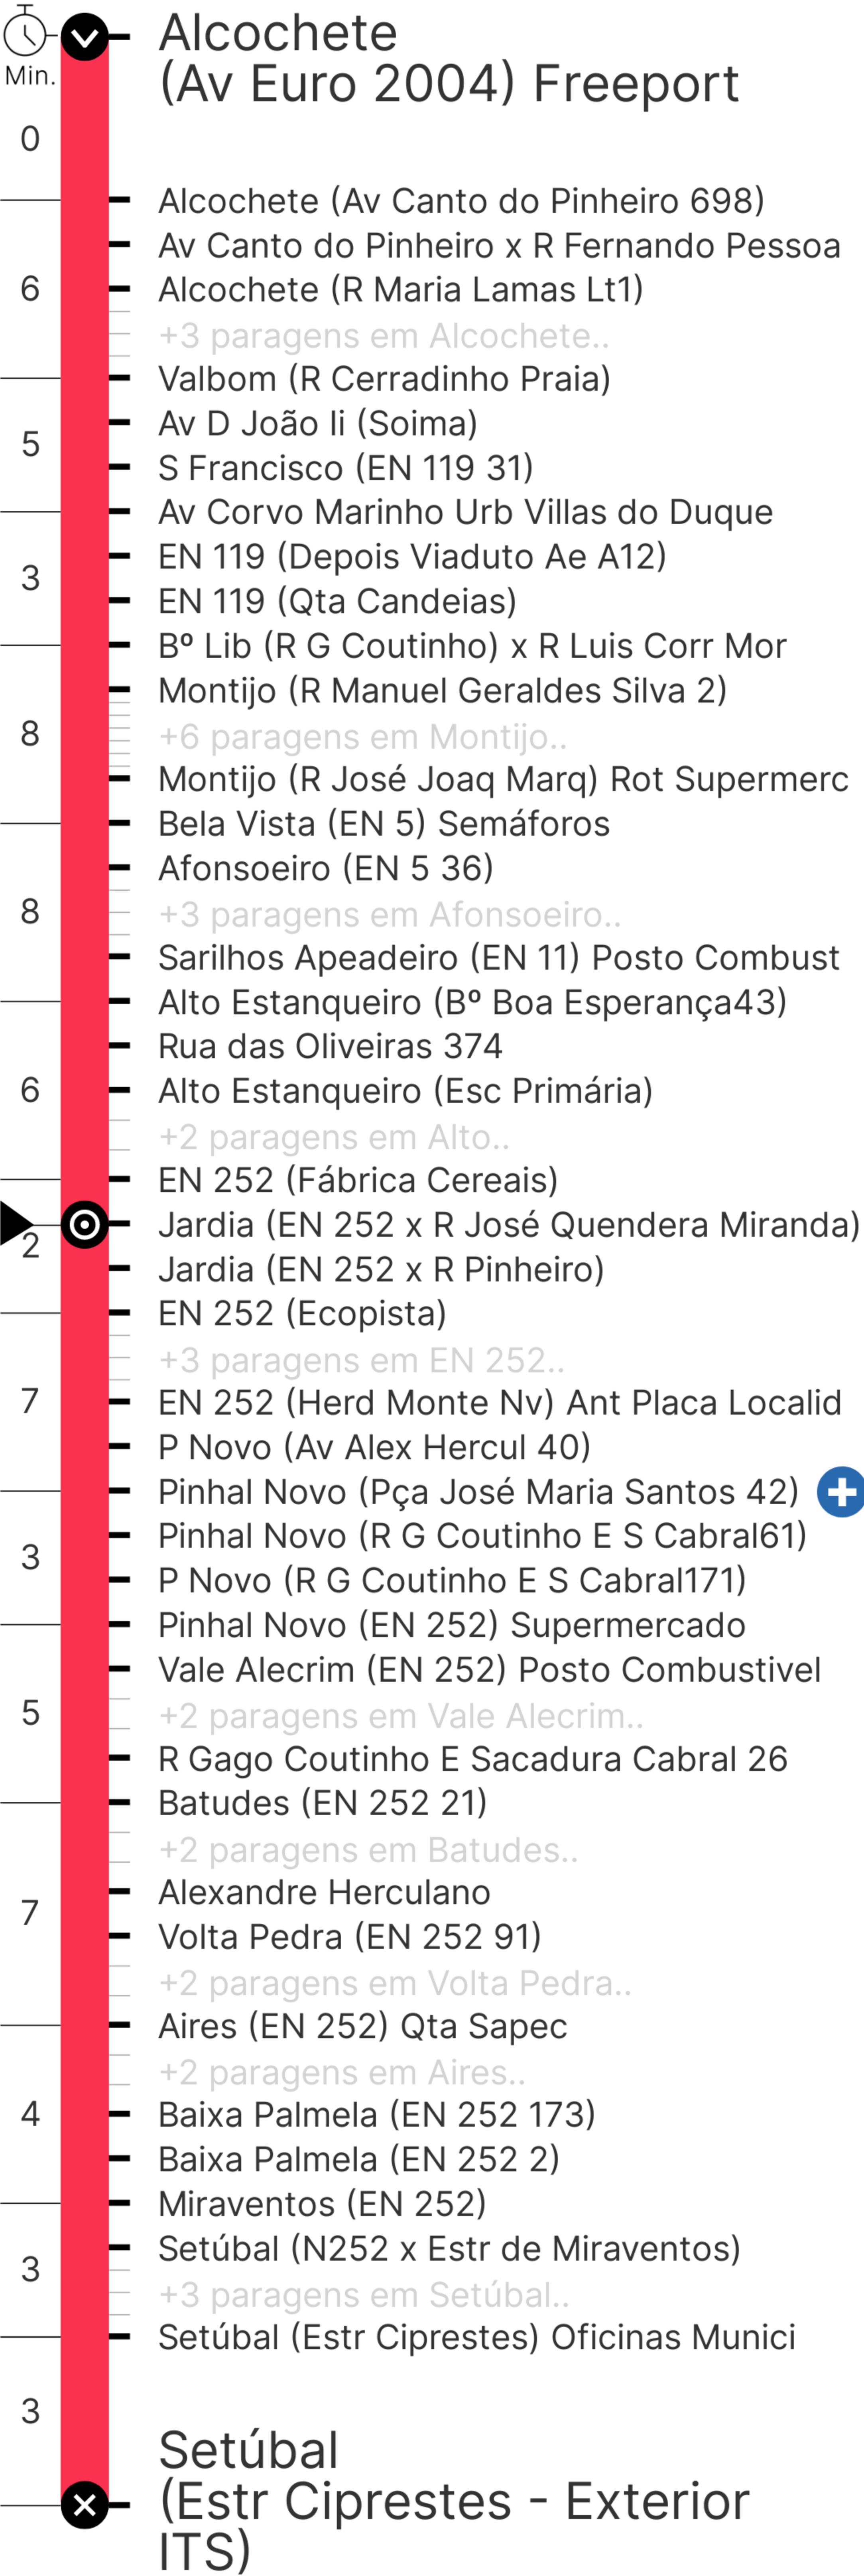 Alcochete
(Av Euro 2004) Freeport
Min.
0
Alcochete (Av Canto do Pinheiro 698)
Av Canto do Pinheiro x R Fernando Pessoa
6
Alcochete (R Maria Lamas Lt1)
+3 paragens em Alcochete..
Valbom (R Cerradinho Praia)
Av D João Ii (Soima)
5
S Francisco (EN 119 31)
Av Corvo Marinho Urb Villas do Duque
EN 119 (Depois Viaduto Ae A12)
3
EN 119 (Qta Candeias)
Bº Lib (R G Coutinho) x R Luis Corr Mor
Montijo (R Manuel Geraldes Silva 2)
8
+6 paragens em Montijo..
Montijo (R José Joaq Marq) Rot Supermerc
Bela Vista (EN 5) Semáforos
Afonsoeiro (EN 5 36)
8
+3 paragens em Afonsoeiro..
Sarilhos Apeadeiro (EN 11) Posto Combust
Alto Estanqueiro (Bº Boa Esperança43)
Rua das Oliveiras 374
6
Alto Estanqueiro (Esc Primária)
+2 paragens em Alto..
EN 252 (Fábrica Cereais)
Jardia (EN 252 x R José Quendera Miranda)
2
Jardia (EN 252 x R Pinheiro)
EN 252 (Ecopista)
+3 paragens em EN 252..
7
EN 252 (Herd Monte Nv) Ant Placa Localid
P Novo (Av Alex Hercul 40)
Pinhal Novo (Pça José Maria Santos 42)
Pinhal Novo (R G Coutinho E S Cabral61)
3
P Novo (R G Coutinho E S Cabral171)
Pinhal Novo (EN 252) Supermercado
Vale Alecrim (EN 252) Posto Combustivel
5
+2 paragens em Vale Alecrim..
R Gago Coutinho E Sacadura Cabral 26
Batudes (EN 252 21)
+2 paragens em Batudes..
Alexandre Herculano
7
Volta Pedra (EN 252 91)
+2 paragens em Volta Pedra..
Aires (EN 252) Qta Sapec
+2 paragens em Aires..
4
Baixa Palmela (EN 252 173)
Baixa Palmela (EN 252 2)
Miraventos (EN 252)
Setúbal (N252 x Estr de Miraventos)
3
+3 paragens em Setúbal..
Setúbal (Estr Ciprestes) Oficinas Munici
3
Setúbal
(Estr Ciprestes - Exterior
ITS)